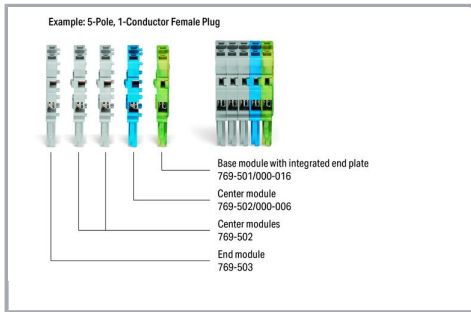 Example: 5-Pole, 1-Conductor Female Plug
Base module with integrated end plate
769-501/000-016
Center module
769-502/000-006
Center modules
769-502
End module
769-503